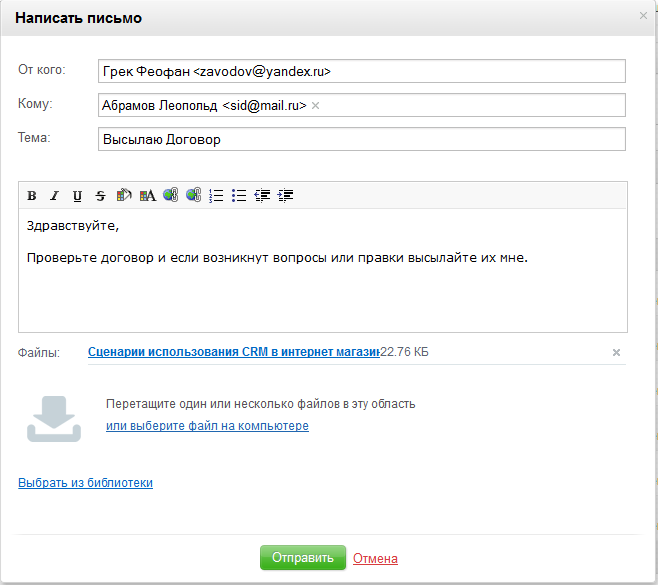 Написать письмо
От кого: Грек Феофан <zavodov@yandex.ru>
Кому: Абрамов Леопольд <sid@mail.ru> ×
Тема: Высылаю Договор
B I U S
Здравствуйте,
Проверьте договор и если возникнут вопросы или правки высылайте их мне.
Файлы: Сценарии использования CRM в интернет магазин 22.76 КБ
Перетащите один или несколько файлов в эту область
или выберите файл на компьютере
Выбрать из библиотеки
Отправить Отмена